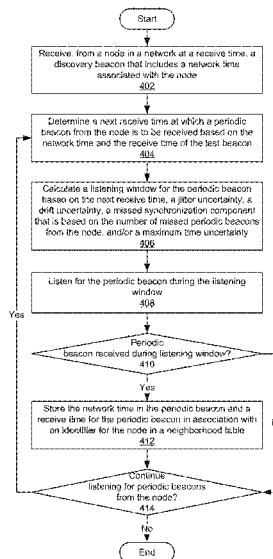 Start
Receive, from a node in a network at a receive time, a
discovery beacon that includes a network time
associated with the node
402
Determine a next receive time at which a periodic
beacon from the node is to be received based on the
network time and the receive time of the test beacon
404
Calculate a listening window for the periodic beacon
based on the next receive time, a jitter uncertainty, a
drift uncertainty, a missed synchronization component
that is based on the number of missed periodic beacons
from the node, and/or a maximum time uncertainty
406
Listen for the periodic beacon during the listening
window
408
Yes
Periodic
beacon received during listening window?
410
Yes
Store the network time in the periodic beacon and a
receive time for the periodic beacon in association with
an identifier for the node in a neighborhood table
412
Continue
listening for periodic beacons
from the node?
414
No
End